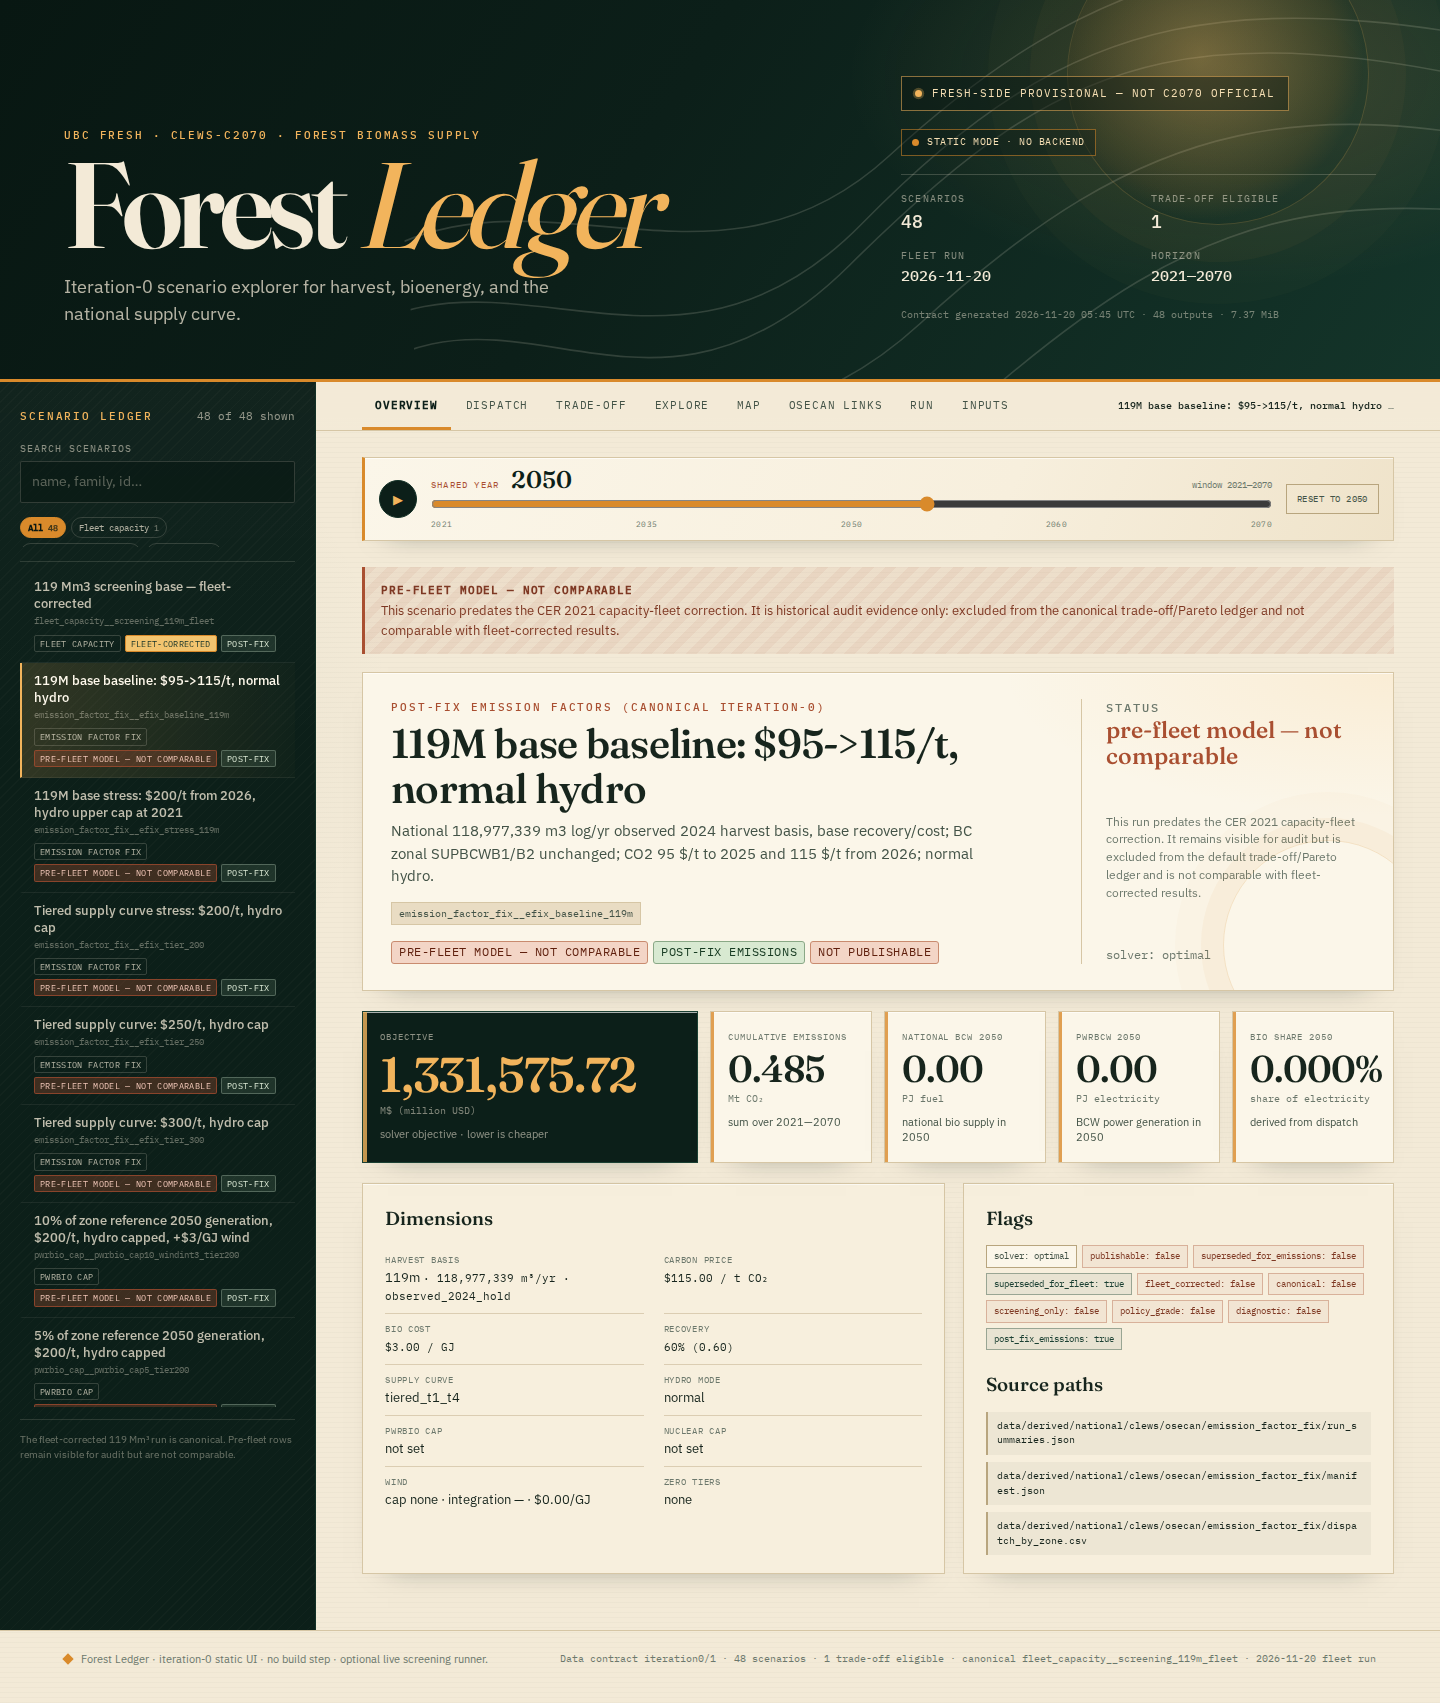 UBC FRESH · CLEWS-C2070 · FOREST BIOMASS SUPPLY
Forest Ledger
Iteration-0 scenario explorer for harvest, bioenergy, and the
national supply curve.
FRESH-SIDE PROVISIONAL — NOT C2070 OFFICIAL
STATIC MODE · NO BACKEND
SCENARIOS
48
TRADE-OFF ELIGIBLE
1
FLEET RUN
2026-11-20
HORIZON
2021—2070
Contract generated 2026-11-20 05:45 UTC · 48 outputs · 7.37 MiB
SCENARIO LEDGER
48 of 48 shown
SEARCH SCENARIOS
name, family, id…
All 48
Fleet capacity 1
119 Mm3 screening base — fleet-
corrected
fleet_capacity__screening_119m_fleet
FLEET CAPACITY
FLEET-CORRECTED
POST-FIX
119M base baseline: $95->115/t, normal
hydro
emission_factor_fix__efix_baseline_119m
EMISSION FACTOR FIX
PRE-FLEET MODEL — NOT COMPARABLE
POST-FIX
119M base stress: $200/t from 2026,
hydro upper cap at 2021
emission_factor_fix__efix_stress_119m
EMISSION FACTOR FIX
PRE-FLEET MODEL — NOT COMPARABLE
POST-FIX
Tiered supply curve stress: $200/t, hydro
cap
emission_factor_fix__efix_tier_200
EMISSION FACTOR FIX
PRE-FLEET MODEL — NOT COMPARABLE
POST-FIX
Tiered supply curve: $250/t, hydro cap
emission_factor_fix__efix_tier_250
EMISSION FACTOR FIX
PRE-FLEET MODEL — NOT COMPARABLE
POST-FIX
Tiered supply curve: $300/t, hydro cap
emission_factor_fix__efix_tier_300
EMISSION FACTOR FIX
PRE-FLEET MODEL — NOT COMPARABLE
POST-FIX
10% of zone reference 2050 generation,
$200/t, hydro capped, +$3/GJ wind
pwrbio_cap__pwrbio_cap10_windint3_tier200
PWRBIO CAP
PRE-FLEET MODEL — NOT COMPARABLE
POST-FIX
5% of zone reference 2050 generation,
$200/t, hydro capped
pwrbio_cap__pwrbio_cap5_tier200
PWRBIO CAP
The fleet-corrected 119 Mm³ run is canonical. Pre-fleet rows
remain visible for audit but are not comparable.
OVERVIEW
DISPATCH
TRADE-OFF
EXPLORE
MAP
OSECAN LINKS
RUN
INPUTS
119M base baseline: $95->115/t, normal hydro …
SHARED YEAR 2050
window 2021—2070
2021
2035
2050
2060
2070
RESET TO 2050
PRE-FLEET MODEL — NOT COMPARABLE
This scenario predates the CER 2021 capacity-fleet correction. It is historical audit evidence only: excluded from the canonical trade-off/Pareto ledger and not
comparable with fleet-corrected results.
POST-FIX EMISSION FACTORS (CANONICAL ITERATION-0)
119M base baseline: $95->115/t,
normal hydro
National 118,977,339 m3 log/yr observed 2024 harvest basis, base recovery/cost; BC
zonal SUPBCWB1/B2 unchanged; CO2 95 $/t to 2025 and 115 $/t from 2026; normal
hydro.
emission_factor_fix__efix_baseline_119m
PRE-FLEET MODEL — NOT COMPARABLE
POST-FIX EMISSIONS
NOT PUBLISHABLE
STATUS
pre-fleet model — not
comparable
This run predates the CER 2021 capacity-fleet
correction. It remains visible for audit but is
excluded from the default trade-off/Pareto
ledger and is not comparable with fleet-
corrected results.
solver: optimal
OBJECTIVE
1,331,575.72
M$ (million USD)
solver objective · lower is cheaper
CUMULATIVE EMISSIONS
0.485
Mt CO₂
sum over 2021—2070
NATIONAL BCW 2050
0.00
PJ fuel
national bio supply in
2050
PWRBCW 2050
0.00
PJ electricity
BCW power generation in
2050
BIO SHARE 2050
0.000%
share of electricity
derived from dispatch
Dimensions
HARVEST BASIS
119m · 118,977,339 m³/yr ·
observed_2024_hold
CARBON PRICE
$115.00 / t CO₂
BIO COST
$3.00 / GJ
RECOVERY
60% (0.60)
SUPPLY CURVE
tiered_t1_t4
HYDRO MODE
normal
PWRBIO CAP
not set
NUCLEAR CAP
not set
WIND
cap none · integration — · $0.00/GJ
ZERO TIERS
none
Flags
solver: optimal
publishable: false
superseded_for_emissions: false
superseded_for_fleet: true
fleet_corrected: false
canonical: false
screening_only: false
policy_grade: false
diagnostic: false
post_fix_emissions: true
Source paths
data/derived/national/clews/osecan/emission_factor_fix/run_s
ummaries.json
data/derived/national/clews/osecan/emission_factor_fix/manif
est.json
data/derived/national/clews/osecan/emission_factor_fix/dispa
tch_by_zone.csv
Forest Ledger · iteration-0 static UI · no build step · optional live screening runner.
Data contract iteration0/1 · 48 scenarios · 1 trade-off eligible · canonical fleet_capacity__screening_119m_fleet · 2026-11-20 fleet run